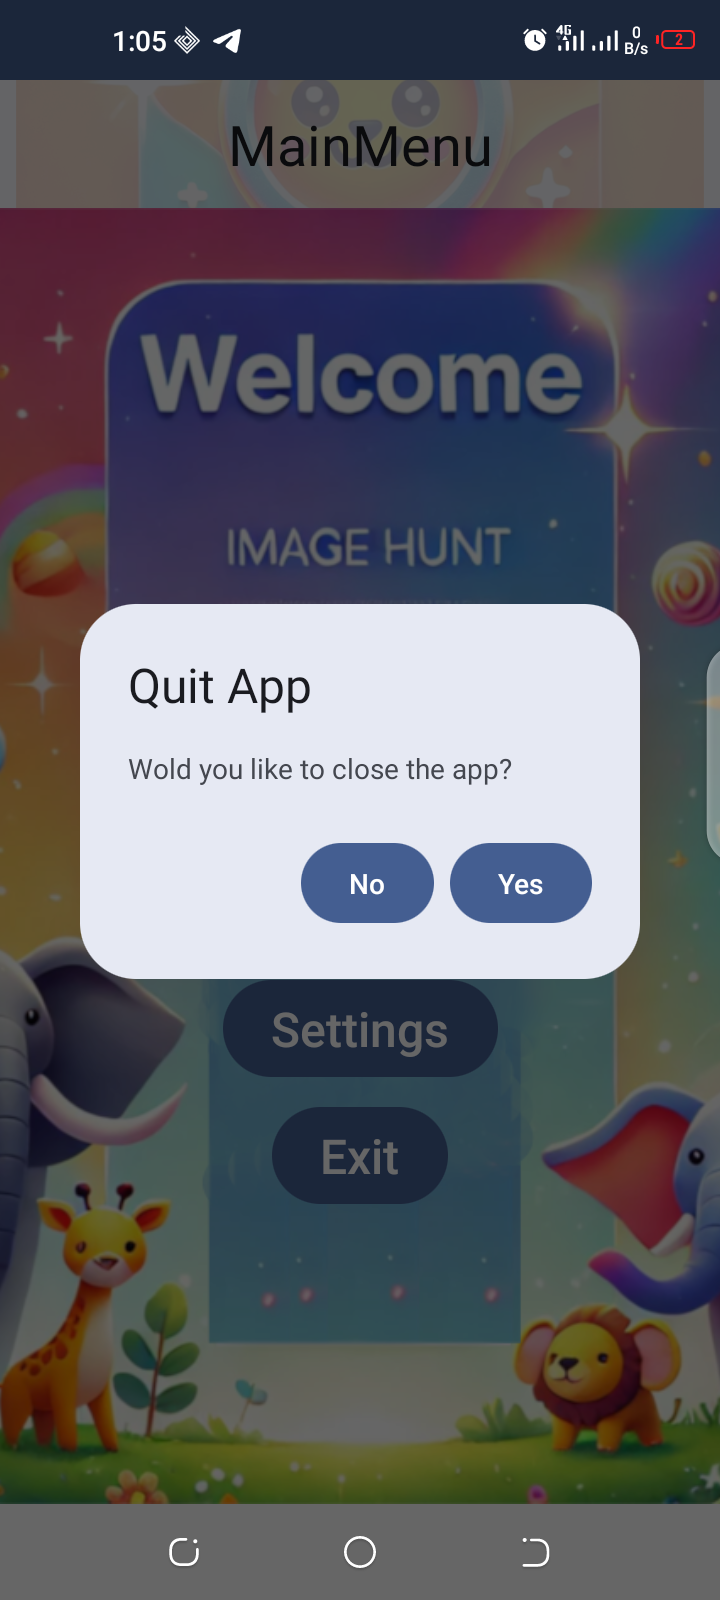 1:05 4G 0 B/s 2
MainMenu
Welcome
IMAGE HUNT
Quit App
Wold you like to close the app?
No Yes
Settings
Exit